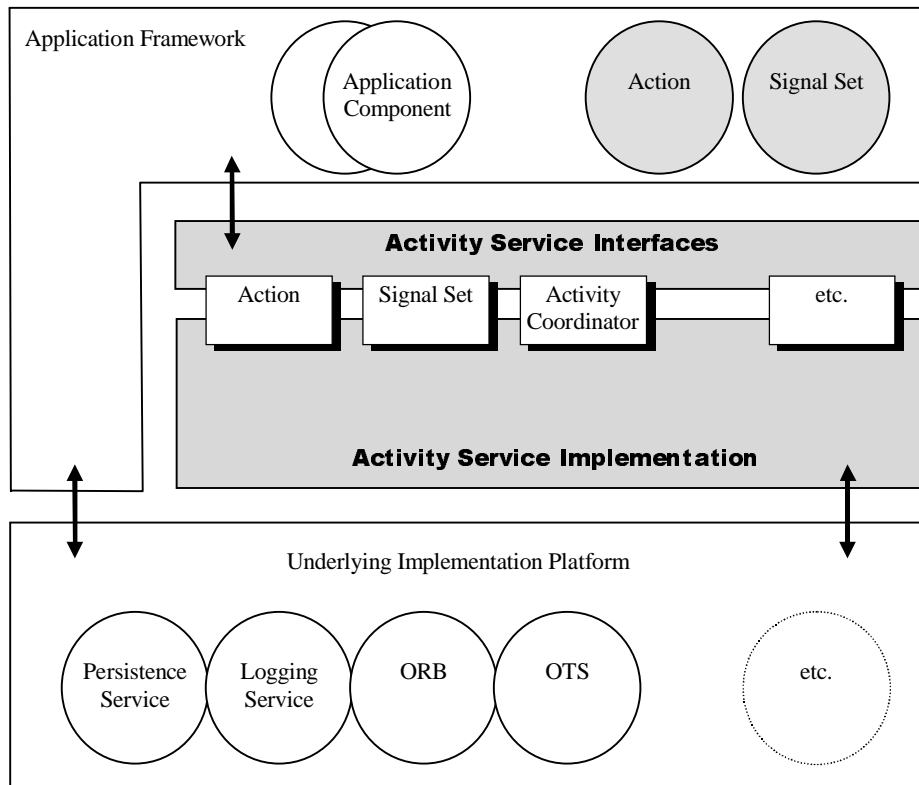 Application Framework
Application
Component
Action
Signal Set
Activity Service Interfaces
Action
Signal Set
Activity
Coordinator
etc.
Activity Service Implementation
Underlying Implementation Platform
Persistence
Service
Logging
Service
ORB
OTS
etc.